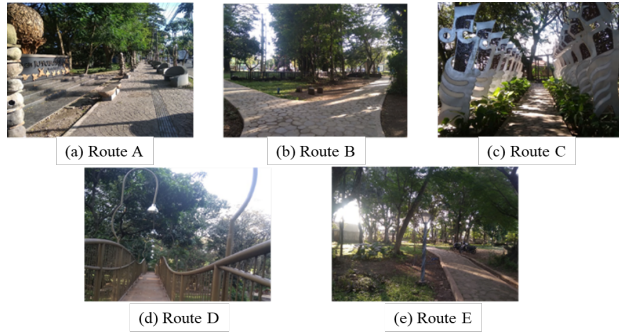 (a) Route A
(b) Route B
(c) Route C
(d) Route D
(e) Route E